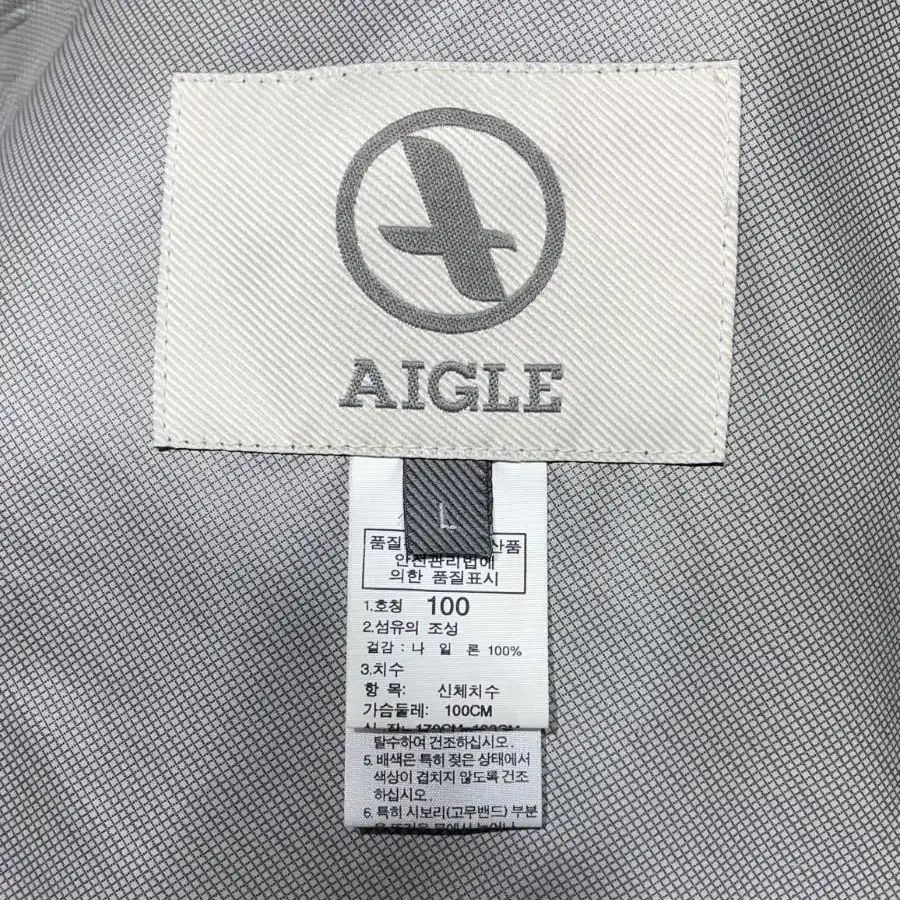 AIGLE
L
품질 산품
안전관리법에
의한 품질표시
1.호칭 100
2.섬유의 조성
겉감 : 나 일 론 100%
3.치수
항 목: 신체치수
가슴둘레: 100CM
탈수하여 건조하십시오.
5. 배색은 특히 젖은 상태에서
색상이 겹치지 않도록 건조
하십시오.
6. 특히 시보리(고무밴드) 부분